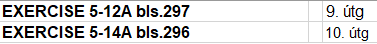 EXERCISE 5-12A bls.297 9. útg
EXERCISE 5-14A bls.296 10. útg